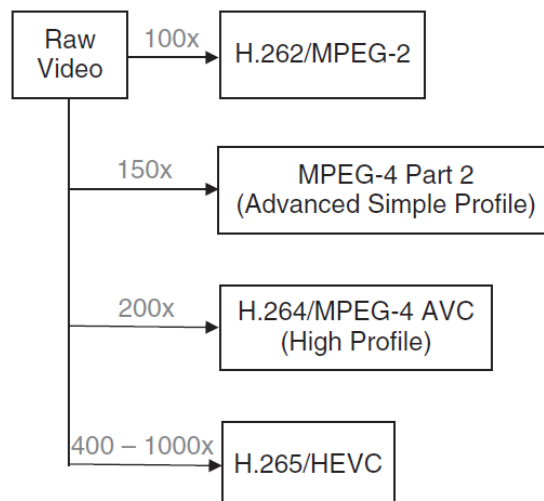 Raw
Video
100x
H.262/MPEG-2
150x
MPEG-4 Part 2
(Advanced Simple Profile)
200x
H.264/MPEG-4 AVC
(High Profile)
400 – 1000x
H.265/HEVC